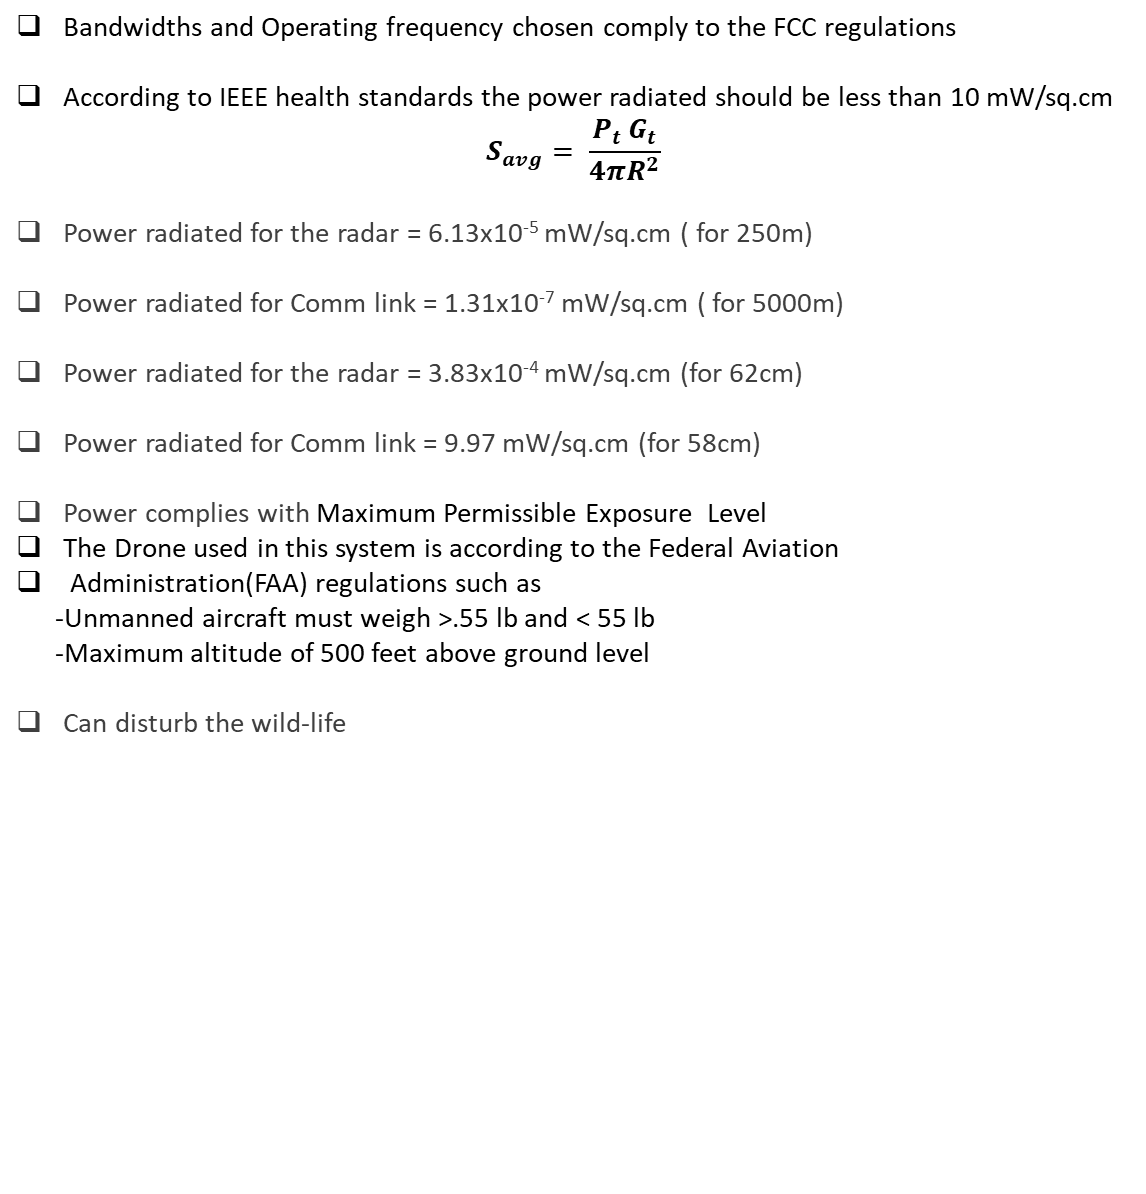 ❑ Bandwidths and Operating frequency chosen comply to the FCC regulations
❑ According to IEEE health standards the power radiated should be less than 10 mW/sq.cm
S_avg = P_t G_t / 4πR²
❑ Power radiated for the radar = 6.13x10⁻⁵ mW/sq.cm ( for 250m)
❑ Power radiated for Comm link = 1.31x10⁻⁷ mW/sq.cm ( for 5000m)
❑ Power radiated for the radar = 3.83x10⁻⁴ mW/sq.cm (for 62cm)
❑ Power radiated for Comm link = 9.97 mW/sq.cm (for 58cm)
❑ Power complies with Maximum Permissible Exposure  Level
❑ The Drone used in this system is according to the Federal Aviation
❑ Administration(FAA) regulations such as
-Unmanned aircraft must weigh >.55 lb and < 55 lb
-Maximum altitude of 500 feet above ground level
❑ Can disturb the wild-life